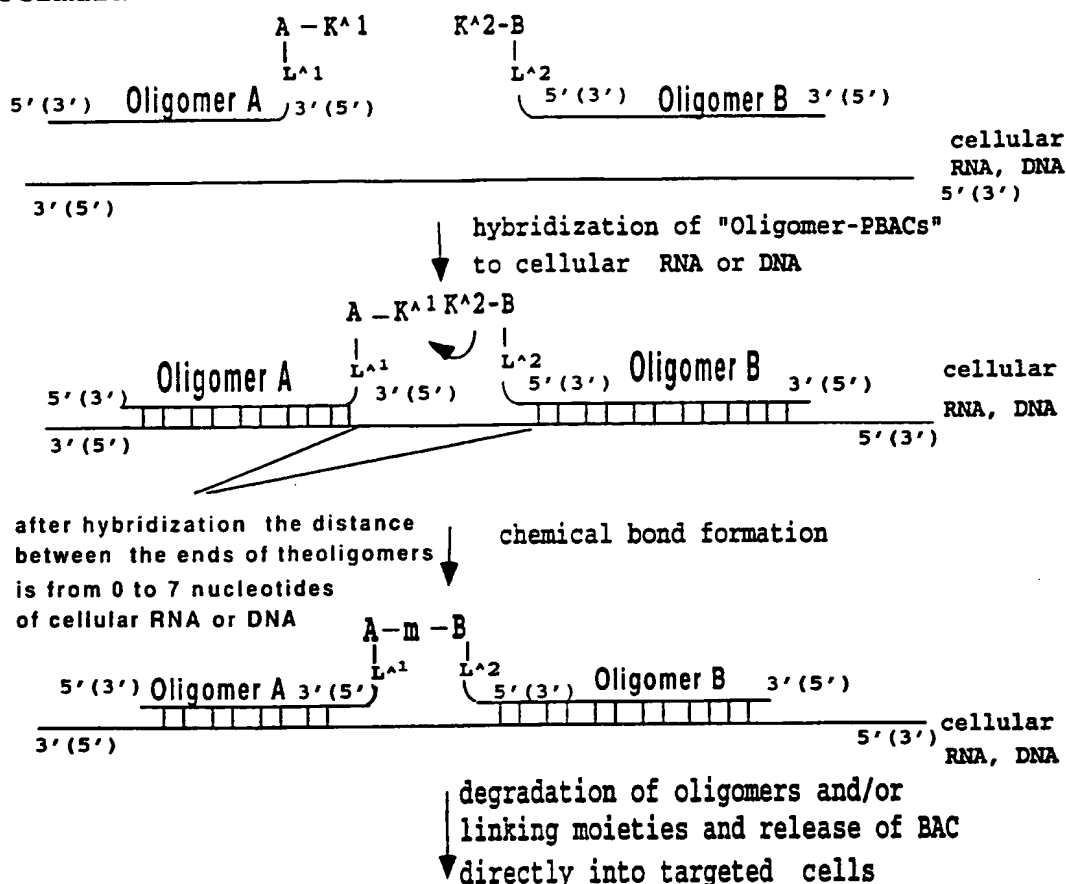 A – K^1 K^2-B
L^1 L^2
5'(3') Oligomer A 3'(5') 5'(3') Oligomer B 3'(5')
cellular
RNA, DNA
3'(5') 5'(3')
hybridization of "Oligomer-PBACs"
to cellular RNA or DNA
A –K^1 K^2-B
L^1 L^2
5'(3') Oligomer A 3'(5') 5'(3') Oligomer B 3'(5')
cellular
RNA, DNA
3'(5') 5'(3')
after hybridization the distance
between the ends of theoligomers
is from 0 to 7 nucleotides
of cellular RNA or DNA
chemical bond formation
A–m –B
L^1 L^2
5'(3') Oligomer A 3'(5') 5'(3') Oligomer B 3'(5')
3'(5') 5'(3') cellular
RNA, DNA
degradation of oligomers and/or
linking moieties and release of BAC
directly into targeted cells